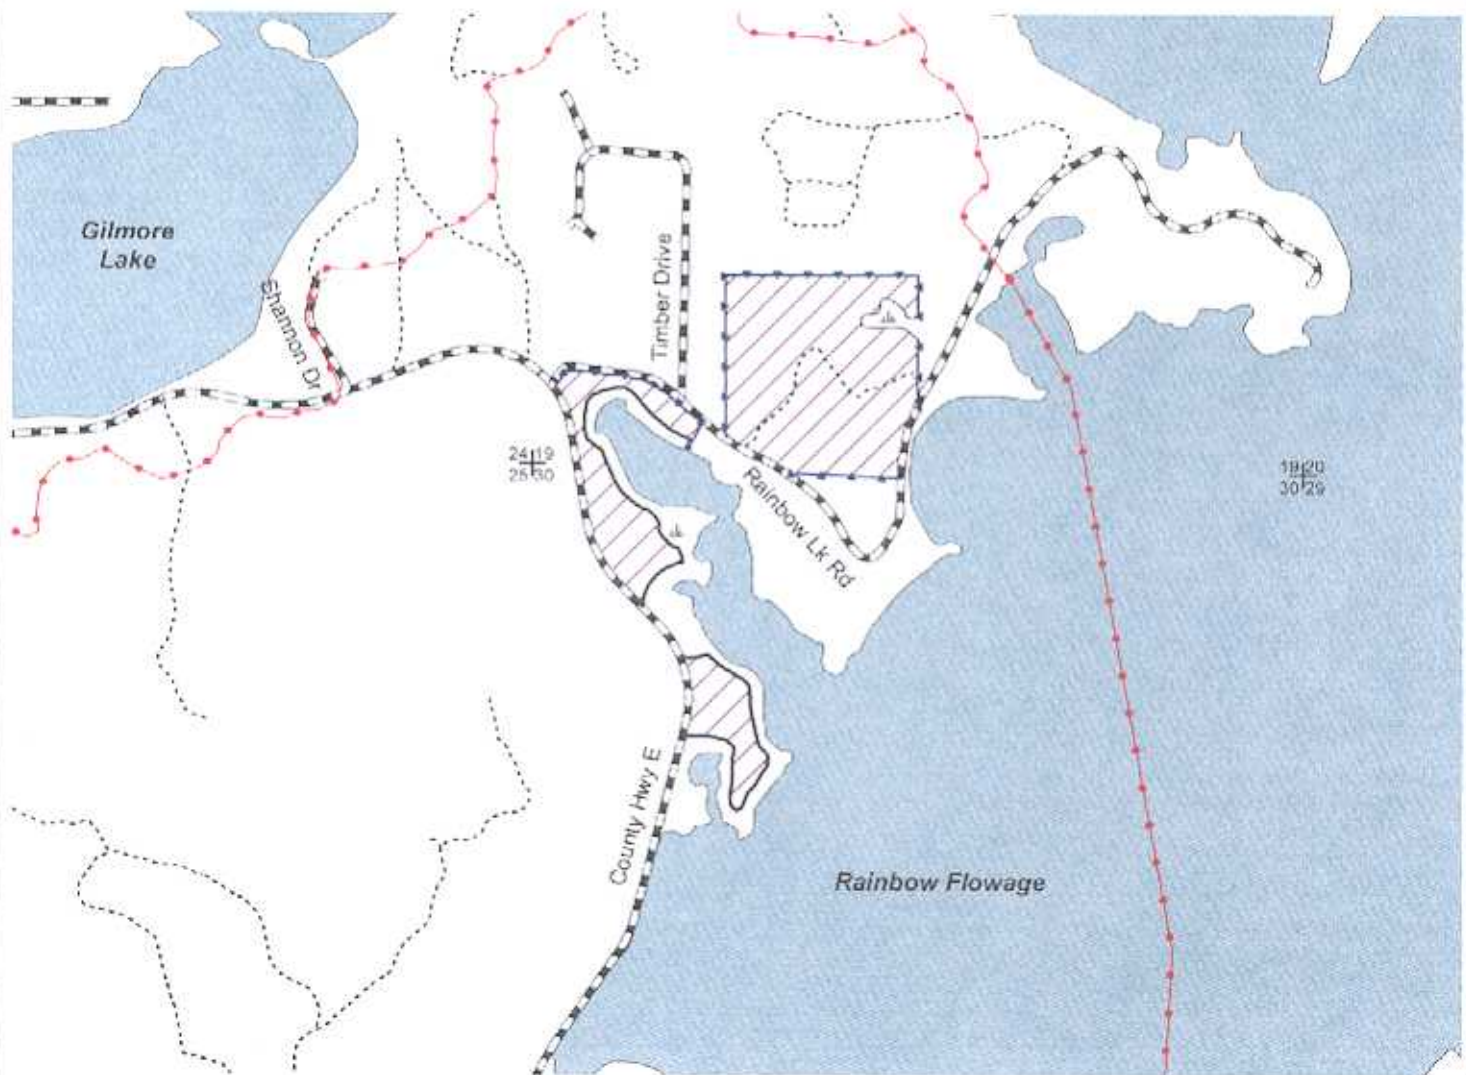 Gilmore
Lake
Shannon Dr
Timber Drive
24 19
25 30
19 20
30 29
Rainbow Lk Rd
County Hwy E
Rainbow Flowage